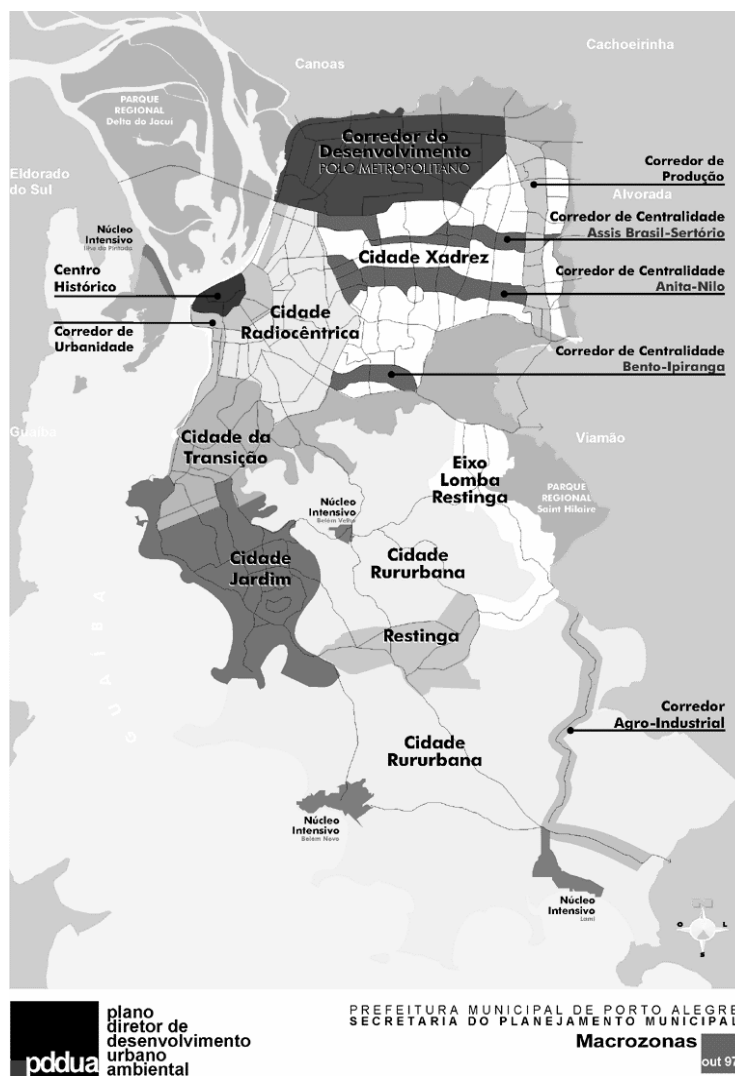 Cachoeirinha
Canoas
PARQUE
REGIONAL
Delta do Jacuí
Corredor do
Desenvolvimento
POLO METROPOLITANO
Eldorado
do Sul
Corredor de
Produção
Alvorada
Núcleo
Intensivo
Ilha da Pintada
Corredor de Centralidade
Assis Brasil-Sertório
Cidade Xadrez
Centro
Histórico
Corredor de Centralidade
Anita-Nilo
Cidade
Radiocêntrica
Corredor de
Urbanidade
Corredor de Centralidade
Bento-Ipiranga
Guaíba
Cidade da
Transição
Viamão
Eixo
Lomba
Restinga
PARQUE
REGIONAL
Saint Hilaire
Núcleo
Intensivo
Belém Velho
Cidade
Jardim
Cidade
Rururbana
Restinga
GUAÍBA
Corredor
Agro-Industrial
Cidade
Rururbana
Núcleo
Intensivo
Belém Novo
Núcleo
Intensivo
Lami
O L
S
pddua
plano
diretor de
desenvolvimento
urbano
ambiental
PREFEITURA MUNICIPAL DE PORTO ALEGRE
SECRETARIA DO PLANEJAMENTO MUNICIPAL
Macrozonas
out 97